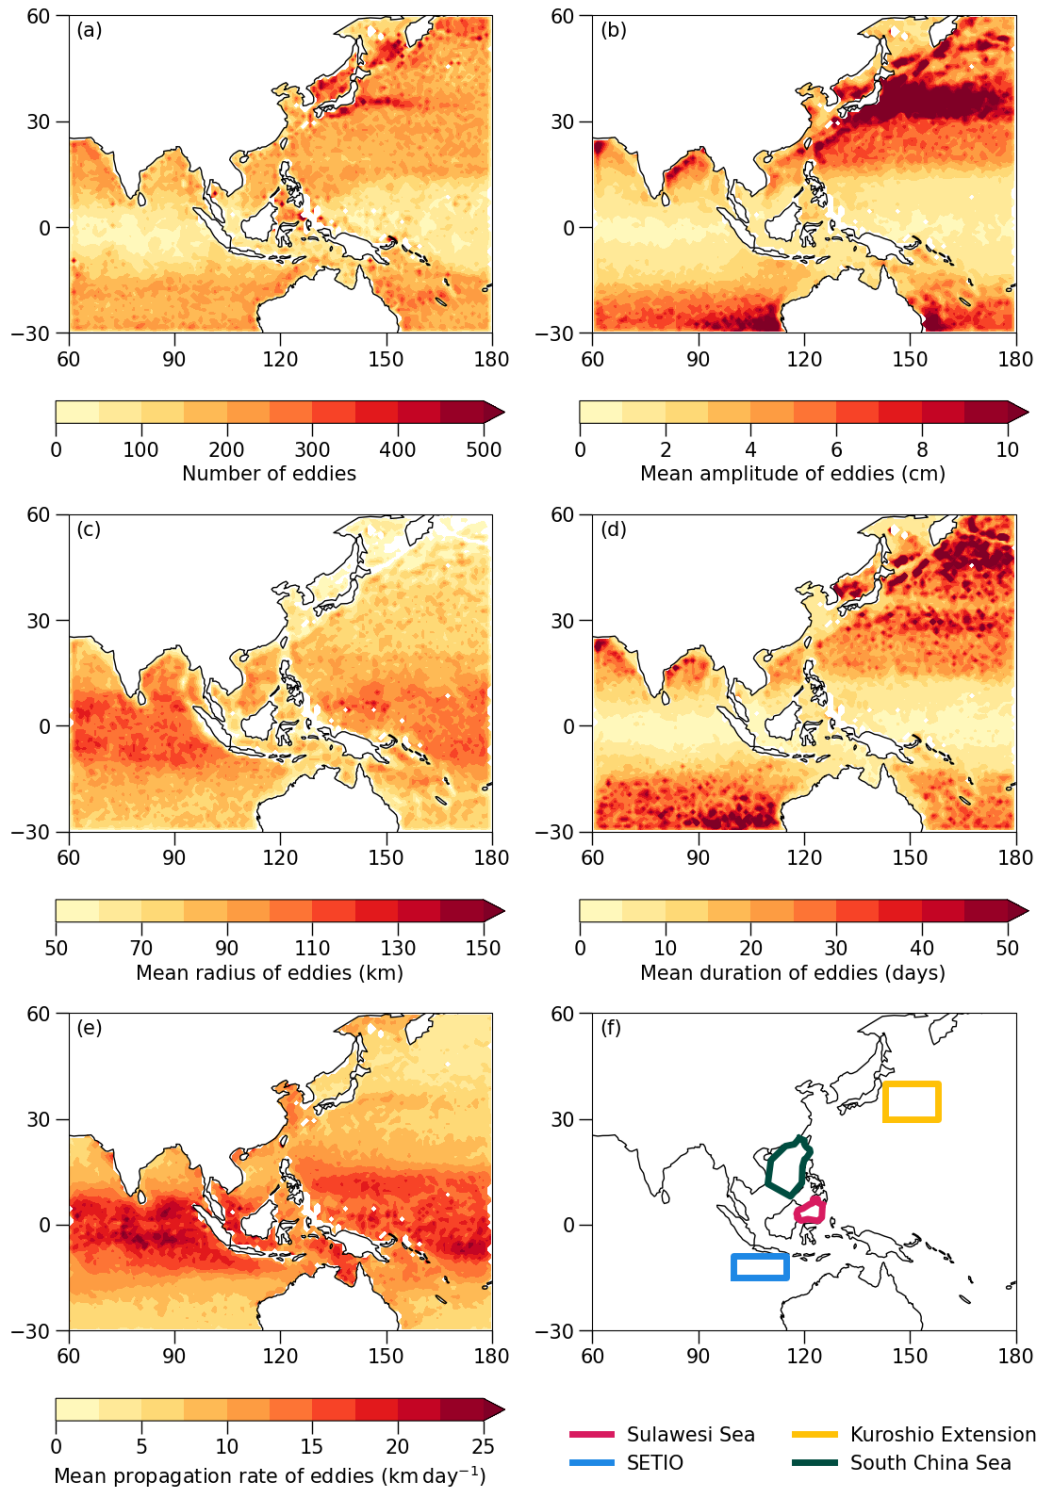 (a)
60
30
0
−30
60 90 120 150 180
0 100 200 300 400 500
Number of eddies
(b)
60
30
0
−30
60 90 120 150 180
0 2 4 6 8 10
Mean amplitude of eddies (cm)
(c)
60
30
0
−30
60 90 120 150 180
50 70 90 110 130 150
Mean radius of eddies (km)
(d)
60
30
0
−30
60 90 120 150 180
0 10 20 30 40 50
Mean duration of eddies (days)
(e)
60
30
0
−30
60 90 120 150 180
0 5 10 15 20 25
Mean propagation rate of eddies (km day⁻¹)
(f)
60
30
0
−30
60 90 120 150 180
Sulawesi Sea
SETIO
Kuroshio Extension
South China Sea